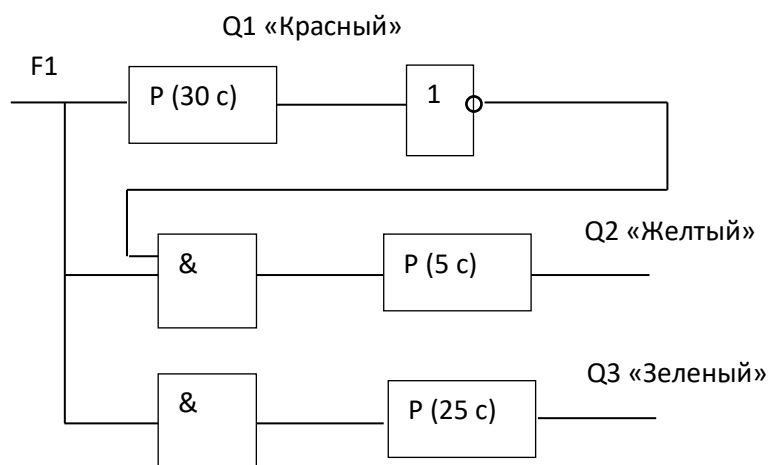 Q1 «Красный»
F1
P (30 с)
1
&
Q2 «Желтый»
P (5 с)
&
Q3 «Зеленый»
P (25 с)